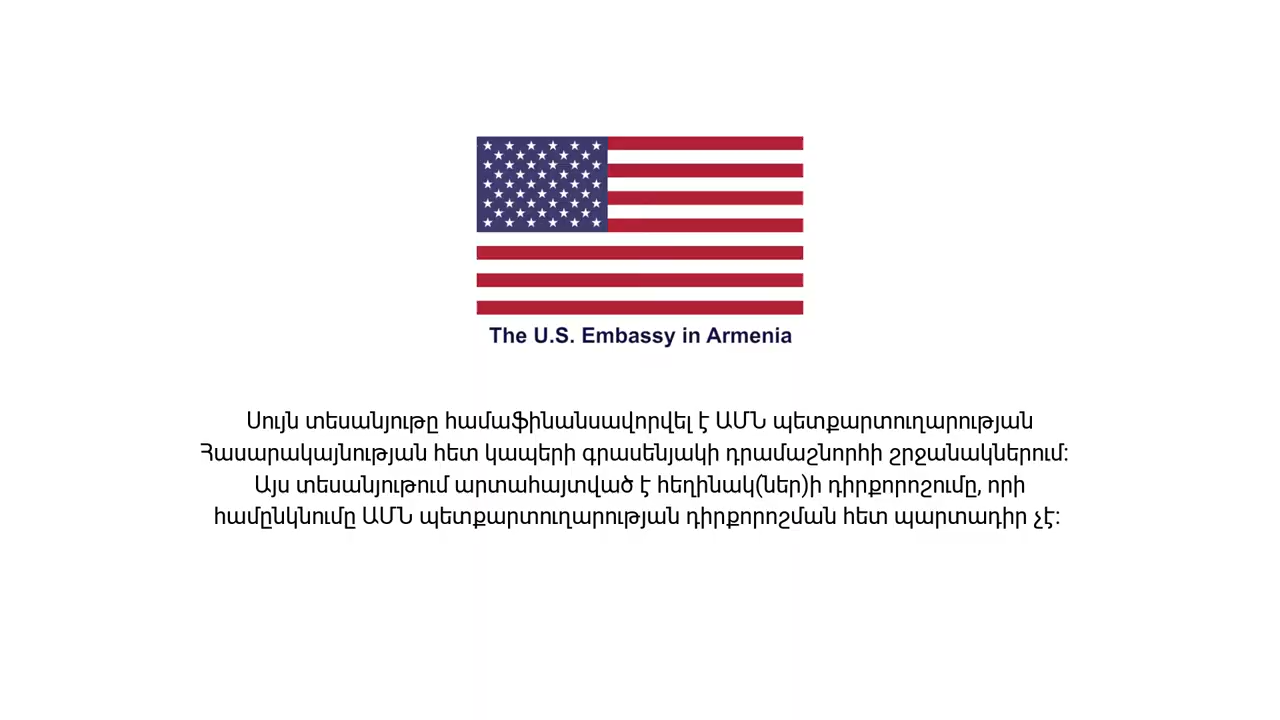 The U.S. Embassy in Armenia
Սույն տեսանյութը համաֆինանսավորվել է ԱՄՆ պետքարտուղարության
Հասարակայնության հետ կապերի գրասենյակի դրամաշնորհի շրջանակներում:
Այս տեսանյութում արտահայտված է հեղինակ(ներ)ի դիրքորոշումը, որի
համընկնումը ԱՄՆ պետքարտուղարության դիրքորոշման հետ պարտադիր չէ: